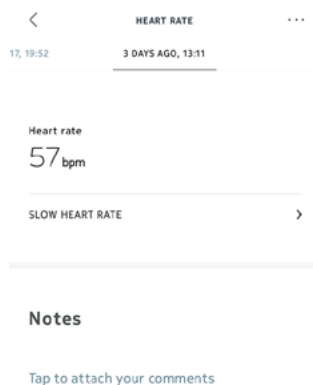 HEART RATE
17, 19:52 3 DAYS AGO, 13:11
Heart rate
57 bpm
SLOW HEART RATE
Notes
Tap to attach your comments